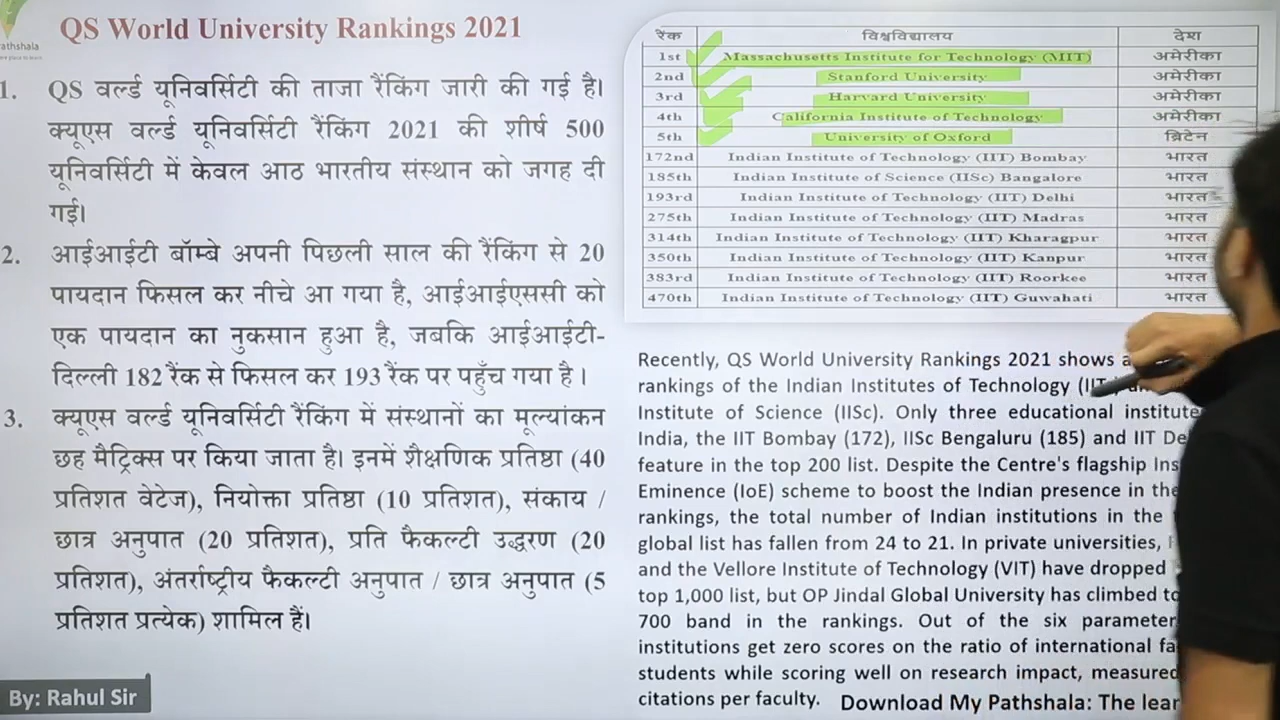 athshala
QS World University Rankings 2021
1. QS वर्ल्ड यूनिवर्सिटी की ताजा रैंकिंग जारी की गई है।
क्यूएस वर्ल्ड यूनिवर्सिटी रैंकिंग 2021 की शीर्ष 500
यूनिवर्सिटी में केवल आठ भारतीय संस्थान को जगह दी
गई।
2. आईआईटी बॉम्बे अपनी पिछली साल की रैंकिंग से 20
पायदान फिसल कर नीचे आ गया है, आईआईएससी को
एक पायदान का नुकसान हुआ है, जबकि आईआईटी-
दिल्ली 182 रैंक से फिसल कर 193 रैंक पर पहुँच गया है ।
3. क्यूएस वर्ल्ड यूनिवर्सिटी रैंकिंग में संस्थानों का मूल्यांकन
छह मैट्रिक्स पर किया जाता है। इनमें शैक्षणिक प्रतिष्ठा (40
प्रतिशत वेटेज), नियोक्ता प्रतिष्ठा (10 प्रतिशत), संकाय /
छात्र अनुपात (20 प्रतिशत), प्रति फैकल्टी उद्धरण (20
प्रतिशत), अंतर्राष्ट्रीय फैकल्टी अनुपात / छात्र अनुपात (5
प्रतिशत प्रत्येक) शामिल हैं।
By: Rahul Sir
रैंक विश्वविद्यालय देश
1st Massachusetts Institute for Technology (MIT) अमेरीका
2nd Stanford University अमेरीका
3rd Harvard University अमेरीका
4th California Institute of Technology अमेरीका
5th University of Oxford ब्रिटेन
172nd Indian Institute of Technology (IIT) Bombay भारत
185th Indian Institute of Science (IISc) Bangalore भारत
193rd Indian Institute of Technology (IIT) Delhi भारत
275th Indian Institute of Technology (IIT) Madras भारत
314th Indian Institute of Technology (IIT) Kharagpur भारत
350th Indian Institute of Technology (IIT) Kanpur भारत
383rd Indian Institute of Technology (IIT) Roorkee भारत
470th Indian Institute of Technology (IIT) Guwahati भारत
Recently, QS World University Rankings 2021 shows
rankings of the Indian Institutes of Technology
Institute of Science (IISc). Only three educational institute
India, the IIT Bombay (172), IISc Bengaluru (185) and IIT De
feature in the top 200 list. Despite the Centre's flagship Ins
Eminence (IoE) scheme to boost the Indian presence in the
rankings, the total number of Indian institutions in the
global list has fallen from 24 to 21. In private universities,
and the Vellore Institute of Technology (VIT) have dropped
top 1,000 list, but OP Jindal Global University has climbed to
700 band in the rankings. Out of the six parameter
institutions get zero scores on the ratio of international fa
students while scoring well on research impact, measured
citations per faculty. Download My Pathshala: The lear